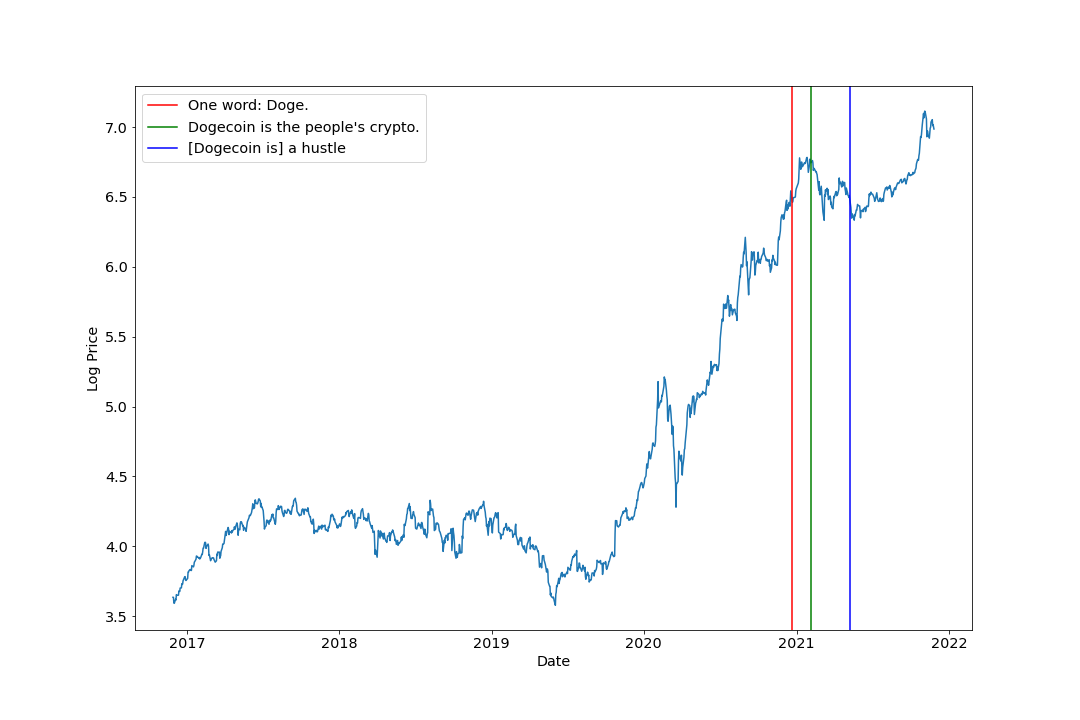 One word: Doge.
Dogecoin is the people's crypto.
[Dogecoin is] a hustle
7.0
6.5
6.0
5.5
5.0
4.5
4.0
3.5
Log Price
2017 2018 2019 2020 2021 2022
Date